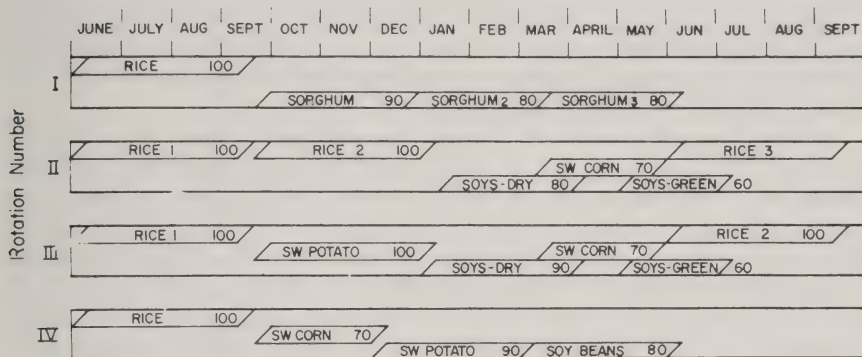 JUNE JULY AUG SEPT OCT NOV DEC JAN FEB MAR APRIL MAY JUN JUL AUG SEPT
Rotation Number
I
RICE 100
SORGHUM 90 SORGHUM 2 80 SORGHUM 3 80
II
RICE 1 100 RICE 2 100 RICE 3
SW CORN 70
SOYS-DRY 80 SOYS-GREEN 60
III
RICE 1 100 RICE 2 100
SW POTATO 100 SW CORN 70
SOYS-DRY 90 SOYS-GREEN 60
IV
RICE 100
SW CORN 70
SW POTATO 90 SOY BEANS 80